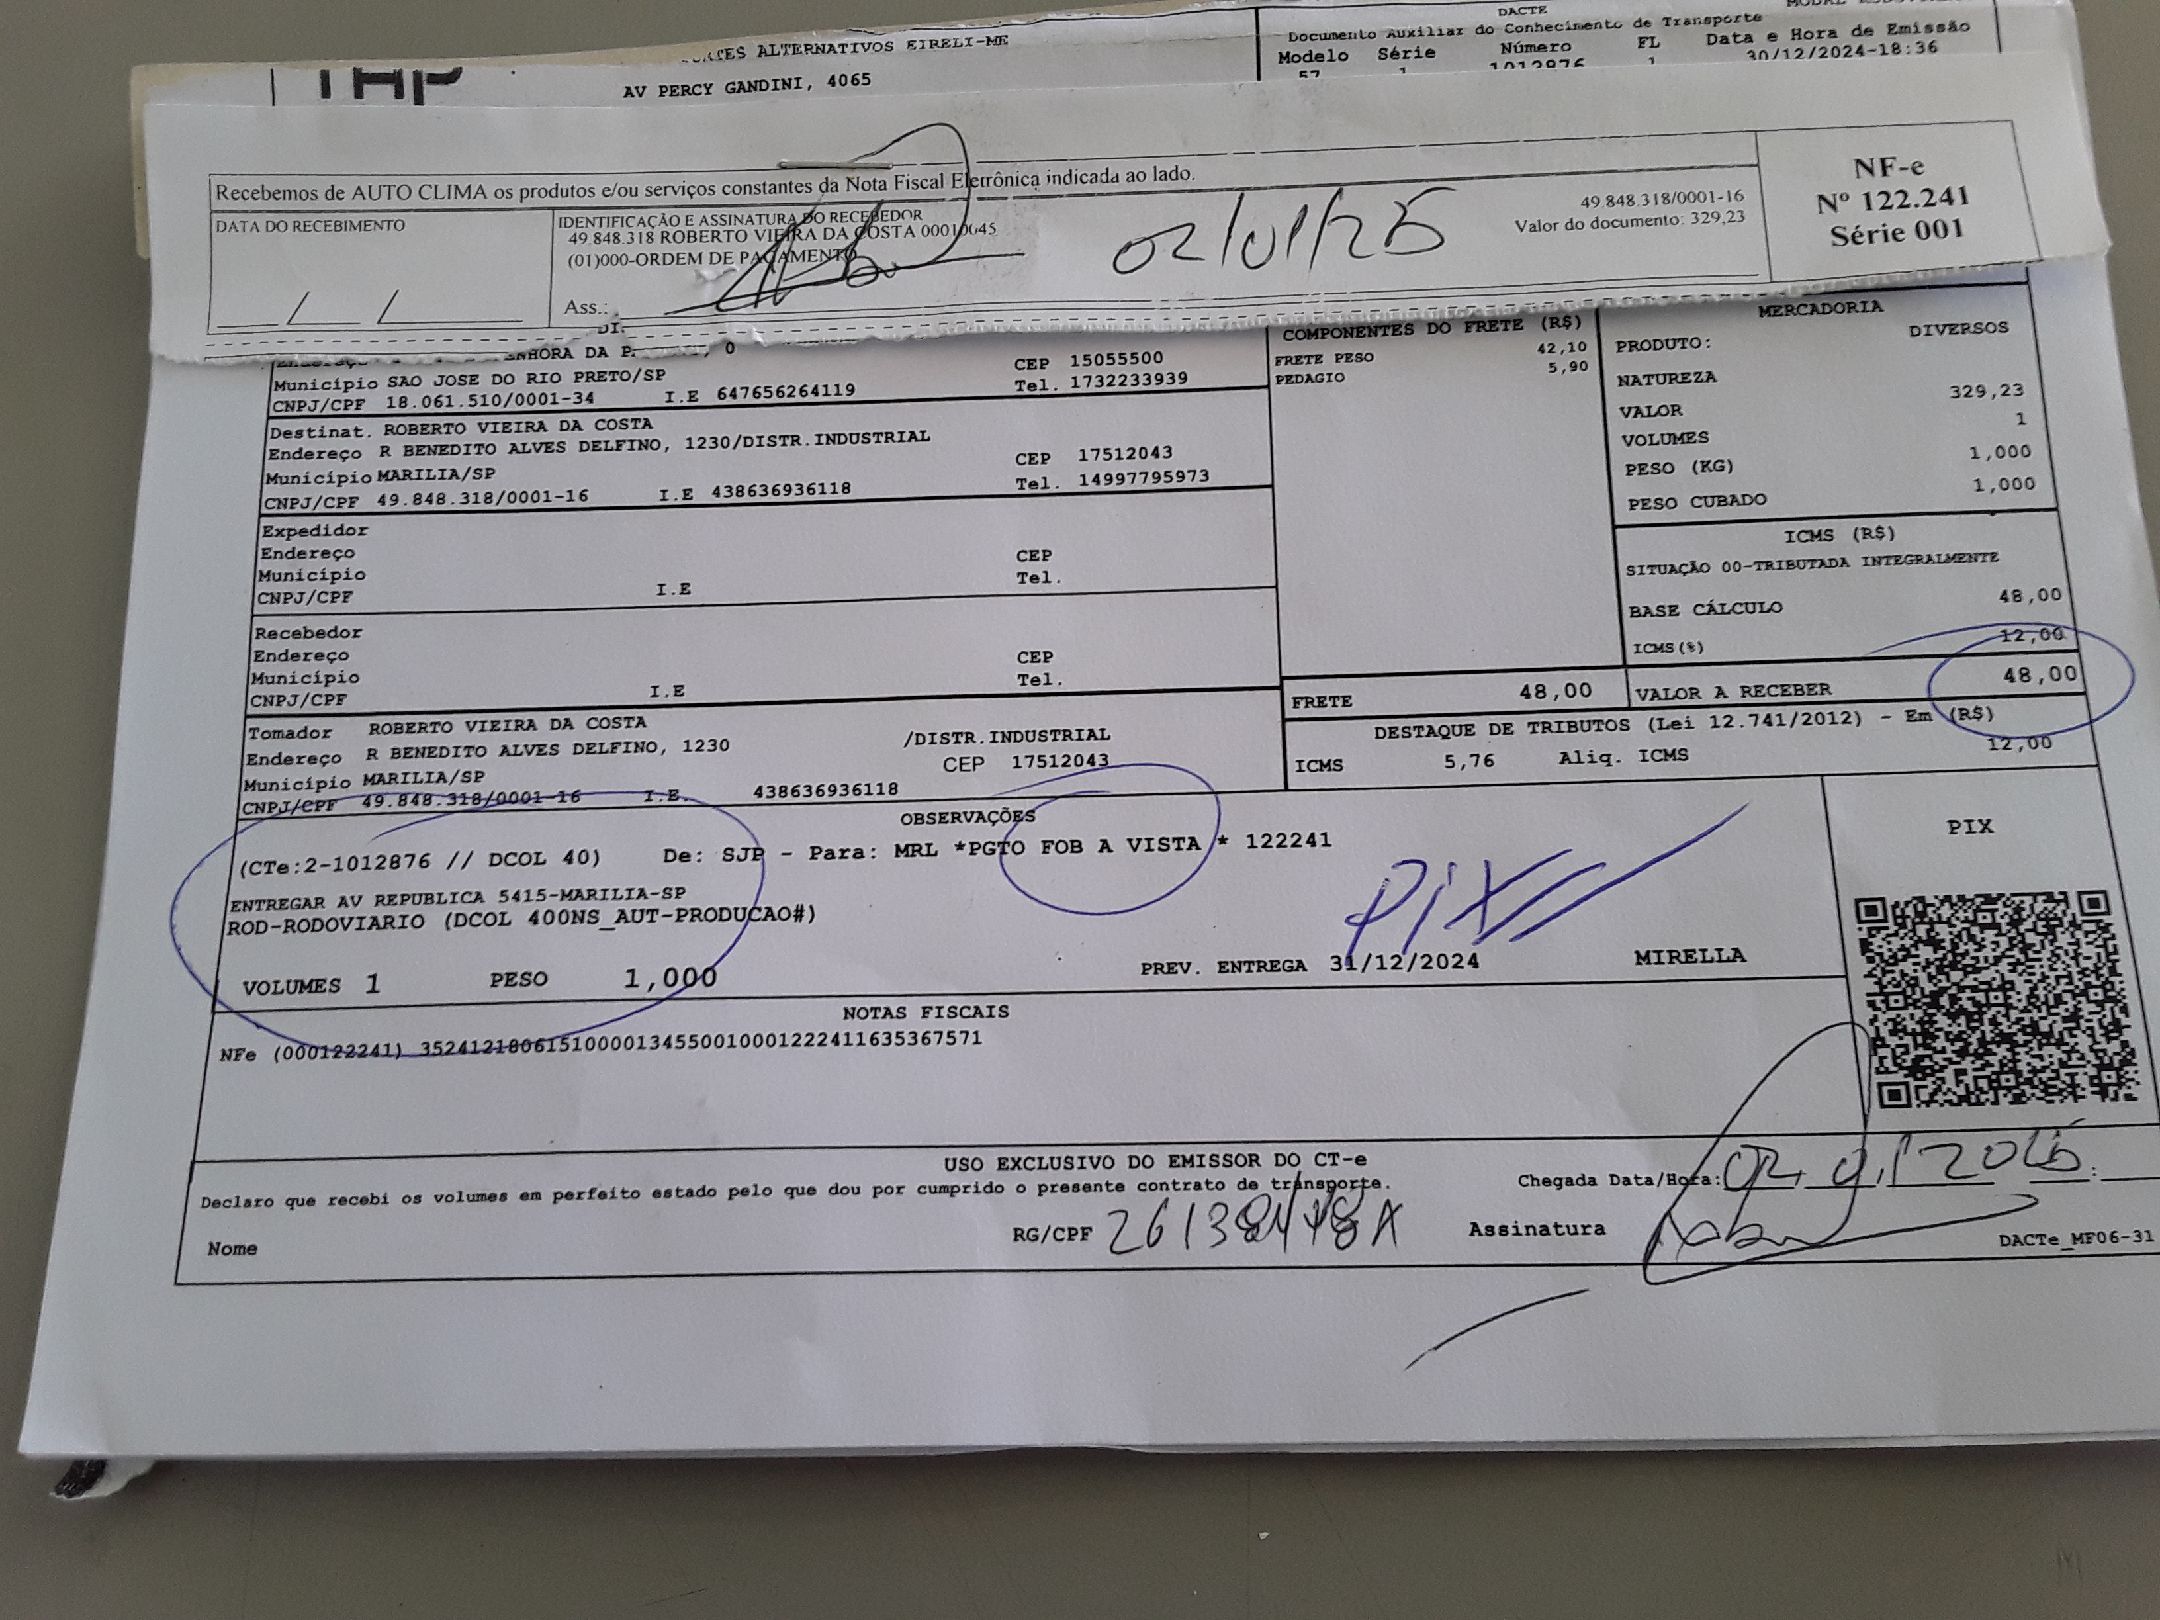 DACTE
ALTERNATIVOS EIRELI-ME
Documento Auxiliar do Conhecimento de Transporte
Modelo Série Número FL Data e Hora de Emissão
57 1 1012876 1 30/12/2024-18:36
AV PERCY GANDINI, 4065
Recebemos de AUTO CLIMA os produtos e/ou serviços constantes da Nota Fiscal Eletrônica indicada ao lado.
DATA DO RECEBIMENTO
IDENTIFICAÇÃO E ASSINATURA DO RECEBEDOR
49.848.318 ROBERTO VIEIRA DA COSTA 00010645
(01)000-ORDEM DE PAGAMENTO
Ass.:
02/01/25
49.848.318/0001-16
Valor do documento: 329,23
NF-e
Nº 122.241
Série 001
CEP 15055500
Município SAO JOSE DO RIO PRETO/SP Tel. 1732233939
CNPJ/CPF 18.061.510/0001-34 I.E 647656264119
Destinat. ROBERTO VIEIRA DA COSTA
Endereço R BENEDITO ALVES DELFINO, 1230/DISTR.INDUSTRIAL CEP 17512043
Município MARILIA/SP Tel. 14997795973
CNPJ/CPF 49.848.318/0001-16 I.E 438636936118
Expedidor
Endereço CEP
Município Tel.
CNPJ/CPF I.E
Recebedor
Endereço CEP
Município Tel.
CNPJ/CPF I.E
Tomador ROBERTO VIEIRA DA COSTA
Endereço R BENEDITO ALVES DELFINO, 1230 /DISTR.INDUSTRIAL
Município MARILIA/SP CEP 17512043
CNPJ/CPF 49.848.318/0001-16 I.E. 438636936118
COMPONENTES DO FRETE (R$)
FRETE PESO 42,10
PEDAGIO 5,90
FRETE 48,00
MERCADORIA
PRODUTO: DIVERSOS
NATUREZA
VALOR 329,23
VOLUMES 1
PESO (KG) 1,000
PESO CUBADO 1,000
ICMS (R$)
SITUAÇÃO 00-TRIBUTADA INTEGRALMENTE
BASE CÁLCULO 48,00
ICMS(%) 12,00
VALOR A RECEBER 48,00
DESTAQUE DE TRIBUTOS (Lei 12.741/2012) - Em (R$)
ICMS 5,76 Aliq. ICMS 12,00
OBSERVAÇÕES
(CTe:2-1012876 // DCOL 40) De: SJP - Para: MRL *PGTO FOB A VISTA * 122241
ENTREGAR AV REPUBLICA 5415-MARILIA-SP
ROD-RODOVIARIO (DCOL 400NS_AUT-PRODUCAO#)
PIX
VOLUMES 1 PESO 1,000 PREV. ENTREGA 31/12/2024 MIRELLA
PIX
NOTAS FISCAIS
NFe (000122241) 35241218061510000134550010001222411635367571
USO EXCLUSIVO DO EMISSOR DO CT-e
Declaro que recebi os volumes em perfeito estado pelo que dou por cumprido o presente contrato de transporte.
Chegada Data/Hora: 02 01 2025 :
Nome RG/CPF Assinatura
DACTe_MF06-31